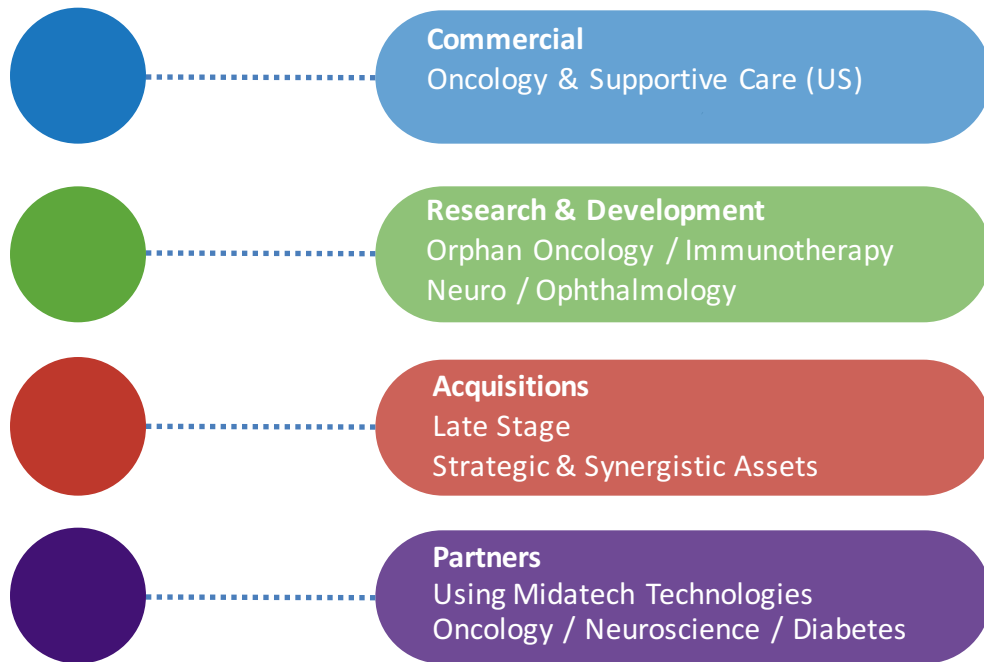 Commercial
Oncology & Supportive Care (US)
Research & Development
Orphan Oncology / Immunotherapy
Neuro / Ophthalmology
Acquisitions
Late Stage
Strategic & Synergistic Assets
Partners
Using Midatech Technologies
Oncology / Neuroscience / Diabetes